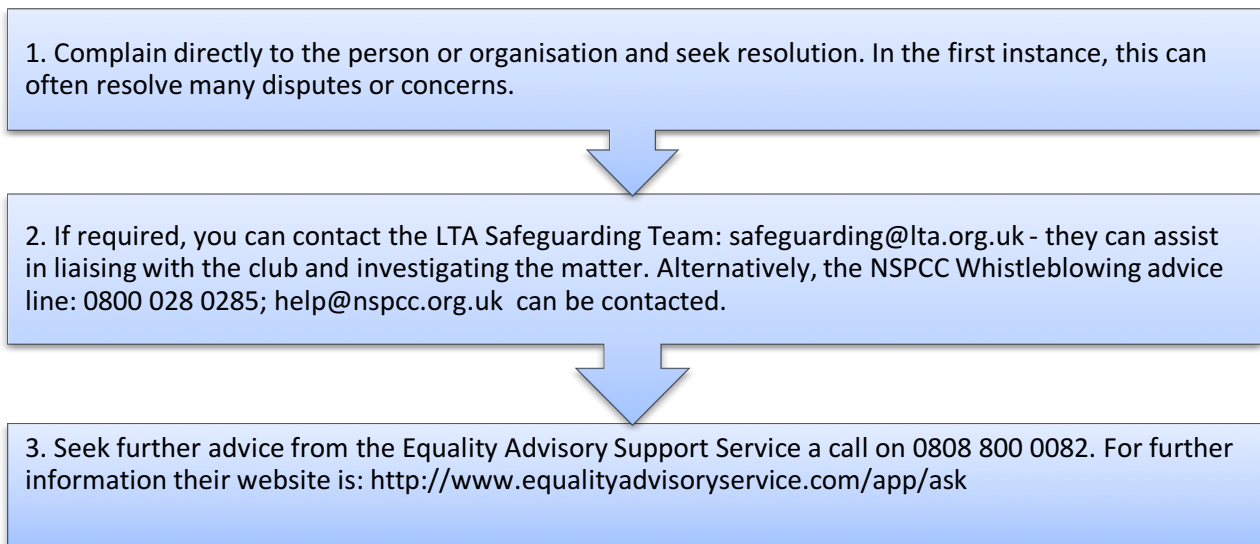 1. Complain directly to the person or organisation and seek resolution. In the first instance, this can
often resolve many disputes or concerns.
2. If required, you can contact the LTA Safeguarding Team: safeguarding@lta.org.uk - they can assist
in liaising with the club and investigating the matter. Alternatively, the NSPCC Whistleblowing advice
line: 0800 028 0285; help@nspcc.org.uk  can be contacted.
3. Seek further advice from the Equality Advisory Support Service a call on 0808 800 0082. For further
information their website is: http://www.equalityadvisoryservice.com/app/ask